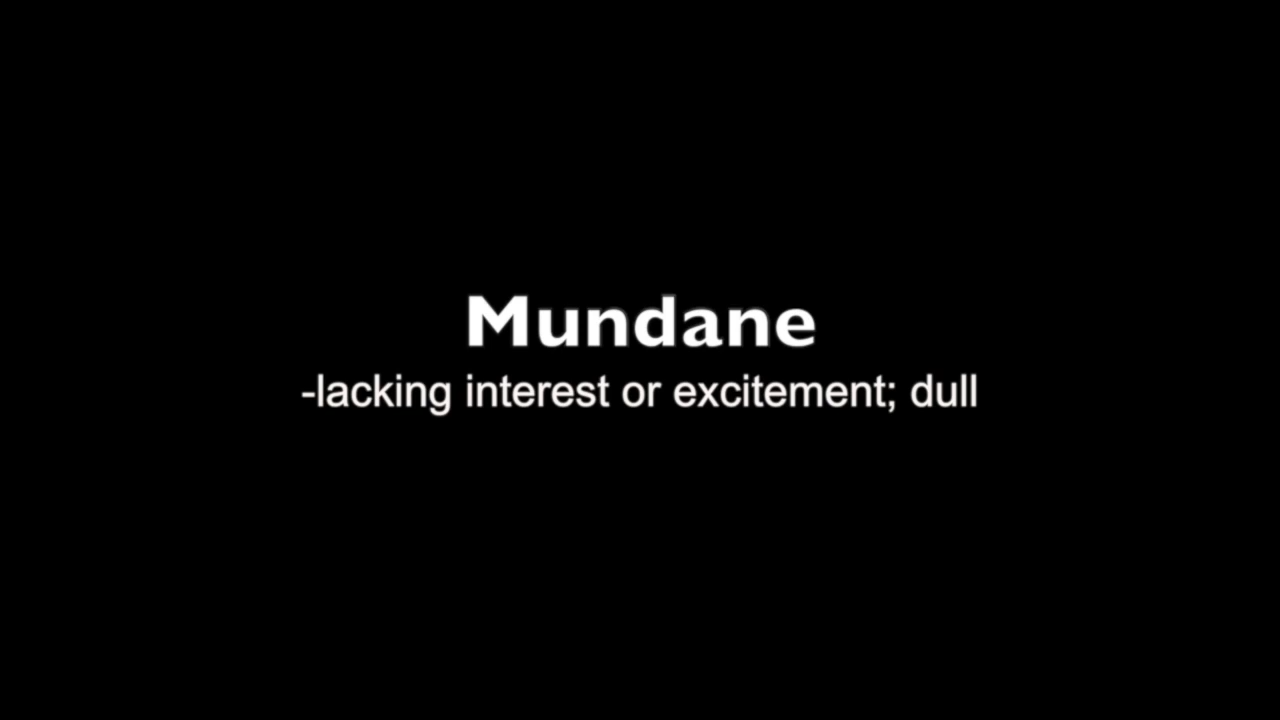 Mundane
-lacking interest or excitement; dull